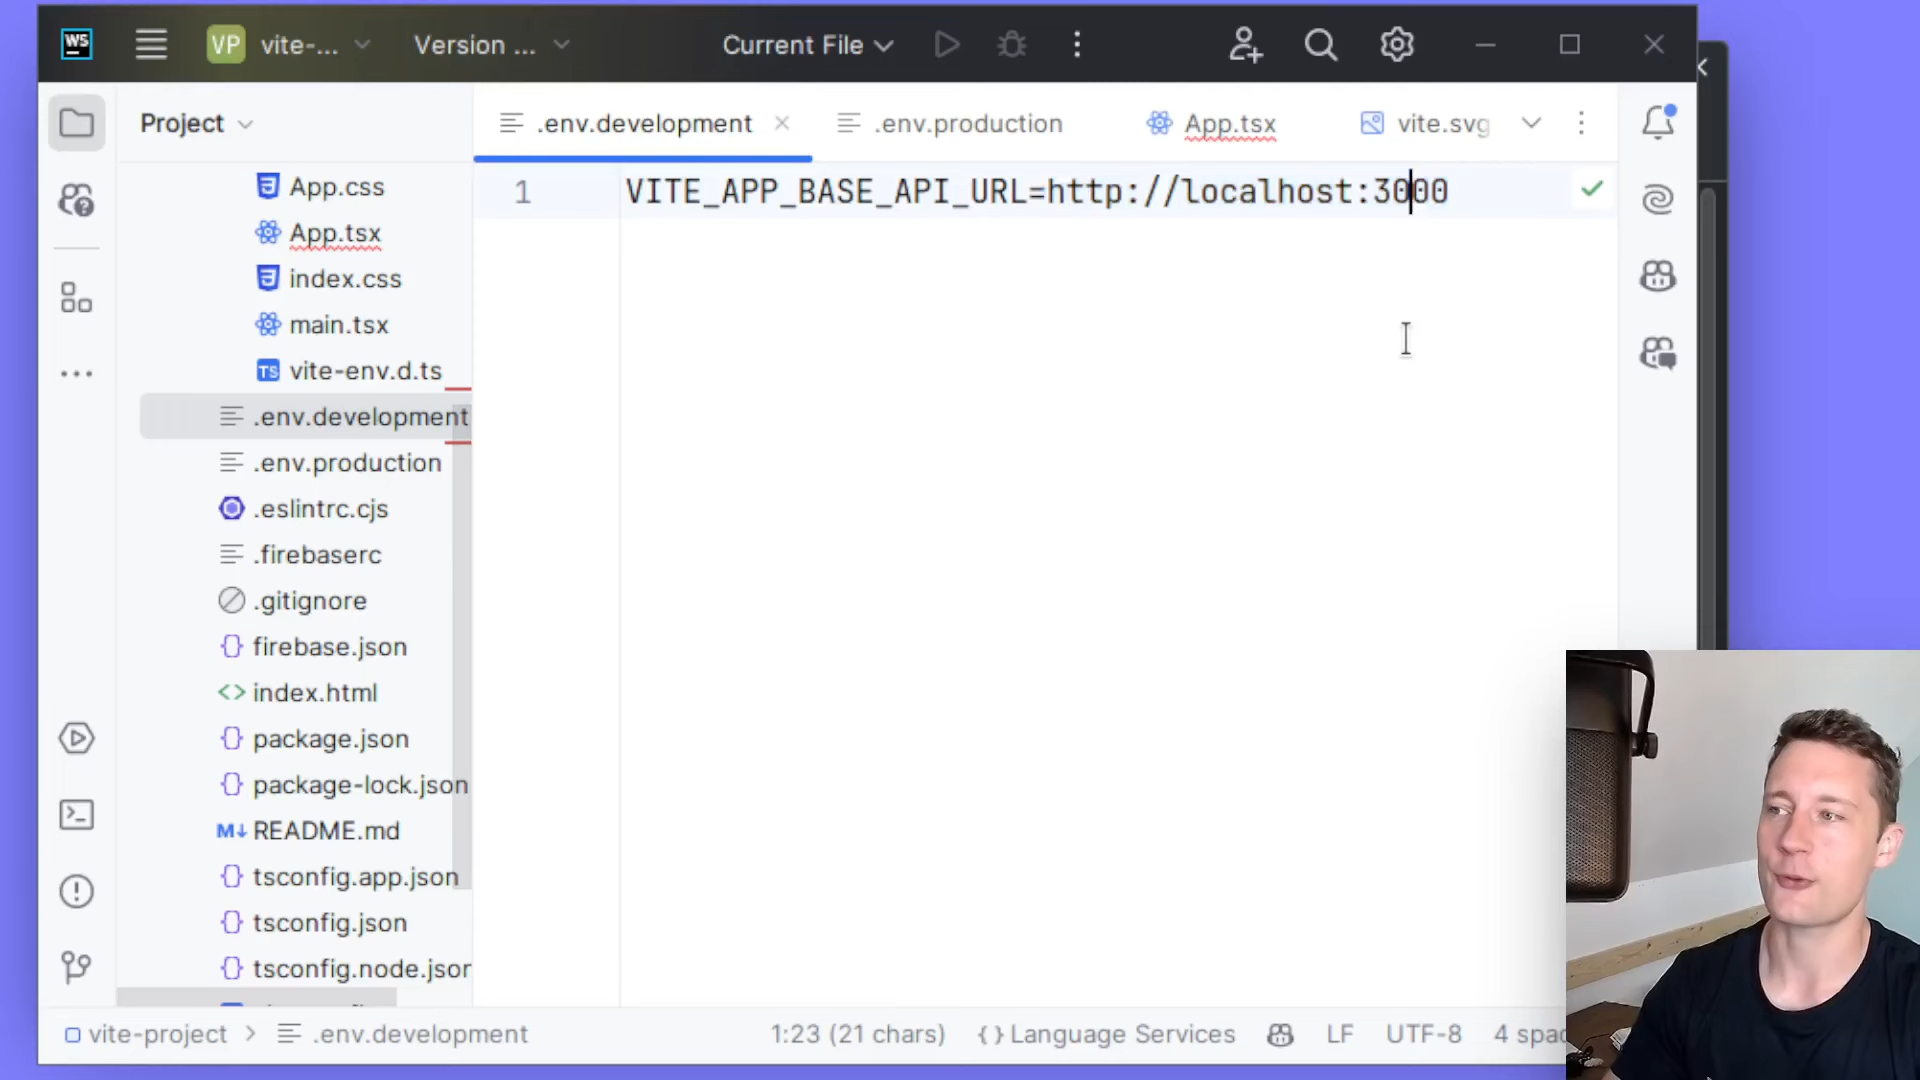 WS
VP vite-... Version ... Current File
Project
.env.development
.env.production
App.tsx
vite.svg
1 VITE_APP_BASE_API_URL=http://localhost:3000
App.css
App.tsx
index.css
main.tsx
TS vite-env.d.ts
.env.development
.env.production
.eslintrc.cjs
.firebaserc
.gitignore
{} firebase.json
<> index.html
{} package.json
{} package-lock.json
M↓ README.md
{} tsconfig.app.json
{} tsconfig.json
{} tsconfig.node.json
vite-project > .env.development
1:23 (21 chars)
{} Language Services
LF
UTF-8
4 spac